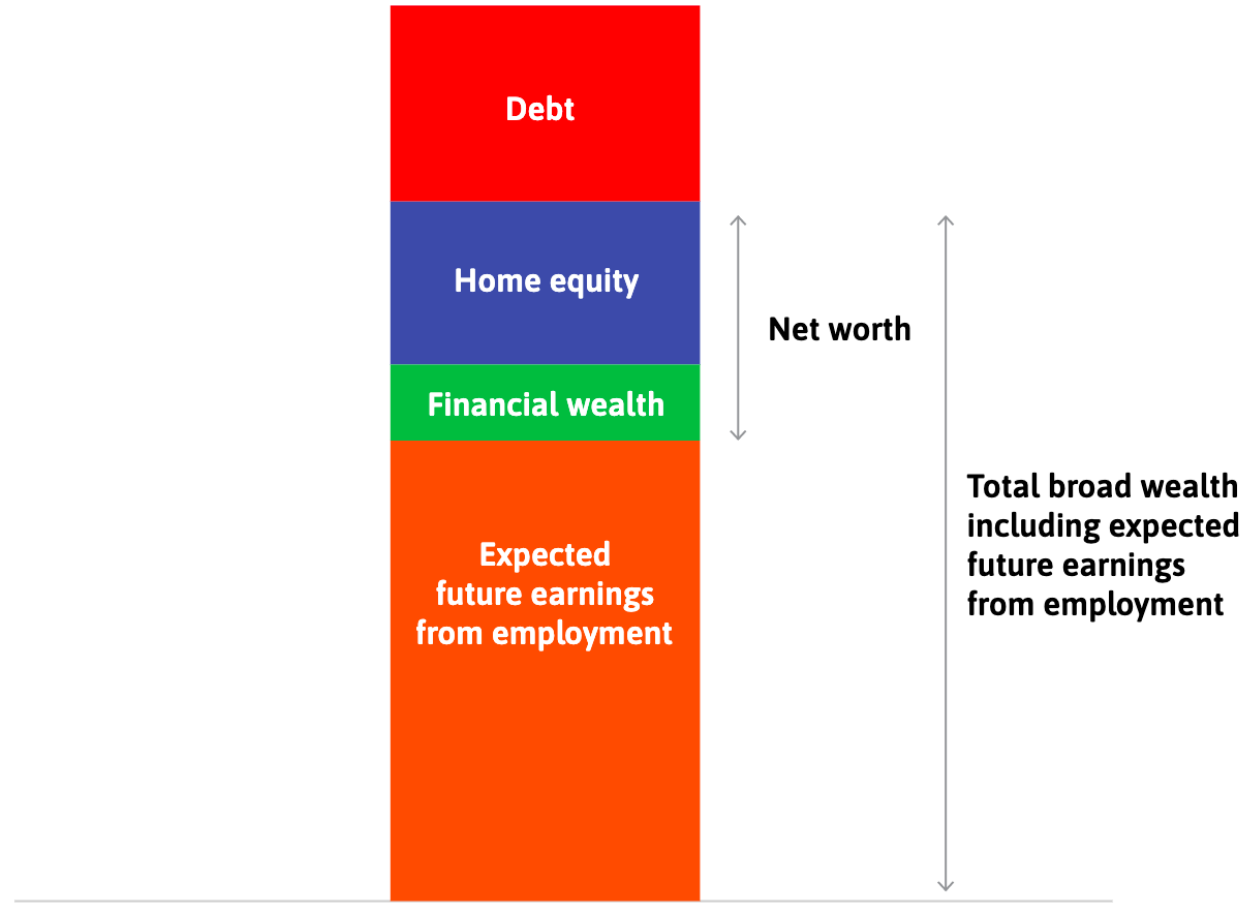 Debt
Home equity
Net worth
Financial wealth
Total broad wealth
including expected
future earnings
from employment
Expected
future earnings
from employment